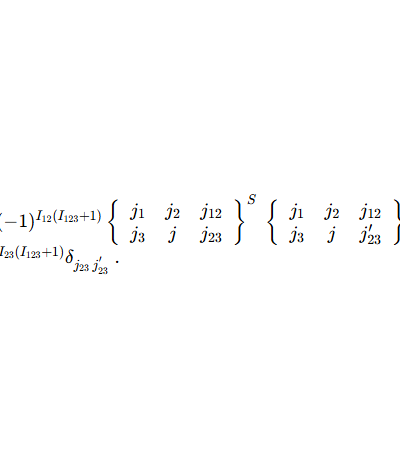 (−1)^{I_{12}(I_{123}+1)} { j_1 j_2 j_{12} \\ j_3 j j_{23} }^S { j_1 j_2 j_{12} \\ j_3 j j'_{23} }
I_{23}(I_{123}+1) δ_{j_{23} j'_{23}} .